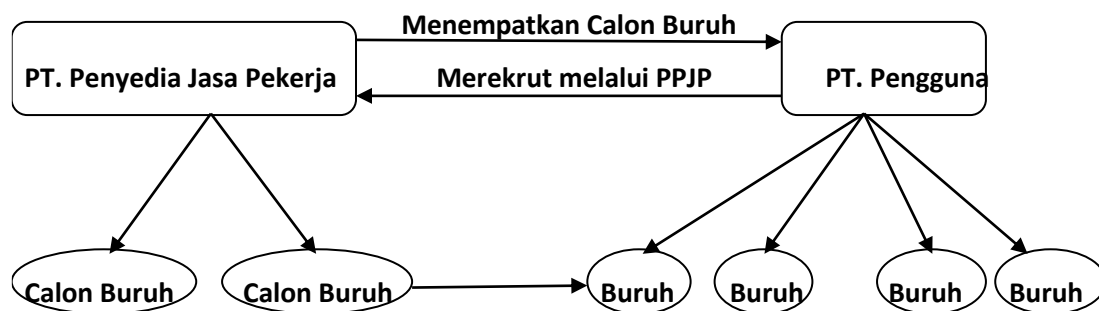 Menempatkan Calon Buruh
PT. Penyedia Jasa Pekerja
Merekrut melalui PPJP
PT. Pengguna
Calon Buruh
Calon Buruh
Buruh
Buruh
Buruh
Buruh